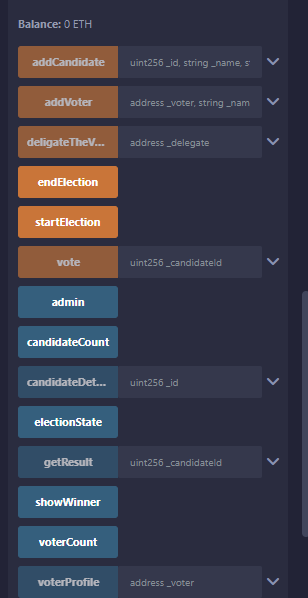 Balance: 0 ETH
addCandidate uint256 _id, string _name, s
addVoter address _voter, string _nam
deligateTheV... address _delegate
endElection
startElection
vote uint256 _candidateId
admin
candidateCount
candidateDet... uint256 _id
electionState
getResult uint256 _candidateId
showWinner
voterCount
voterProfile address _voter